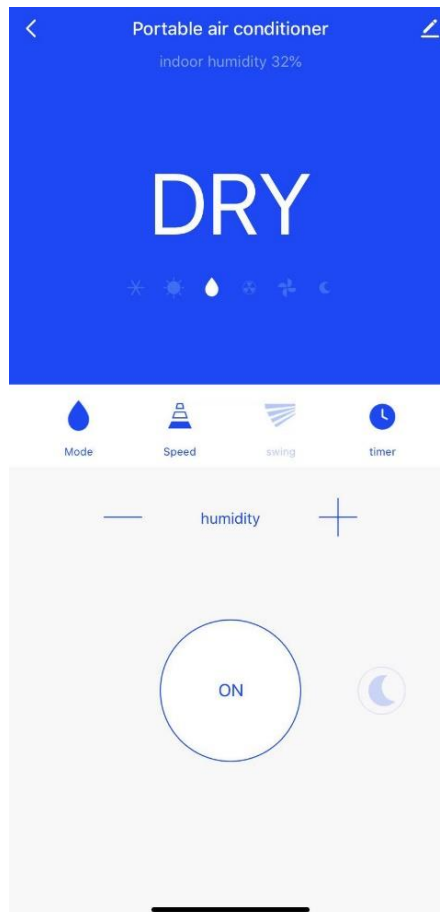 Portable air conditioner
indoor humidity 32%
DRY
Mode Speed swing timer
humidity
ON